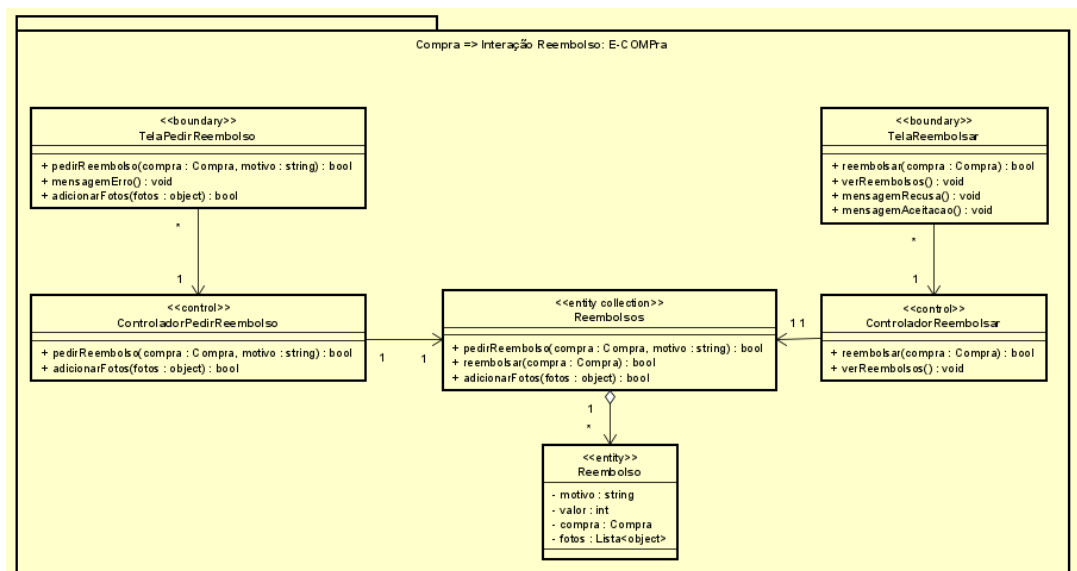 Compra => Interação Reembolso: E-COMPra
<<boundary>>
TelaPedirReembolso
+ pedirReembolso(compra : Compra, motivo : string) : bool
+ mensagemErro() : void
+ adicionarFotos(fotos : object) : bool
<<boundary>>
TelaReembolsar
+ reembolsar(compra : Compra) : bool
+ verReembolsos() : void
+ mensagemRecusa() : void
+ mensagemAceitacao() : void
*
1
*
1
<<control>>
ControladorPedirReembolso
+ pedirReembolso(compra : Compra, motivo : string) : bool
+ adicionarFotos(fotos : object) : bool
1
1
<<entity collection>>
Reembolsos
+ pedirReembolso(compra : Compra, motivo : string) : bool
+ reembolsar(compra : Compra) : bool
+ adicionarFotos(fotos : object) : bool
1 1
<<control>>
ControladorReembolsar
+ reembolsar(compra : Compra) : bool
+ verReembolsos() : void
1
*
<<entity>>
Reembolso
- motivo : string
- valor : int
- compra : Compra
- fotos : Lista<object>